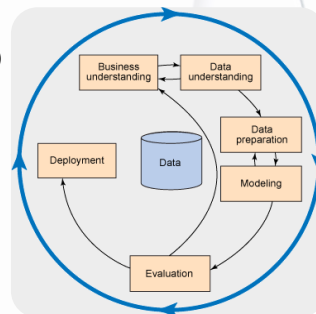 Business
understanding
Data
understanding
Data
preparation
Deployment
Data
Modeling
Evaluation